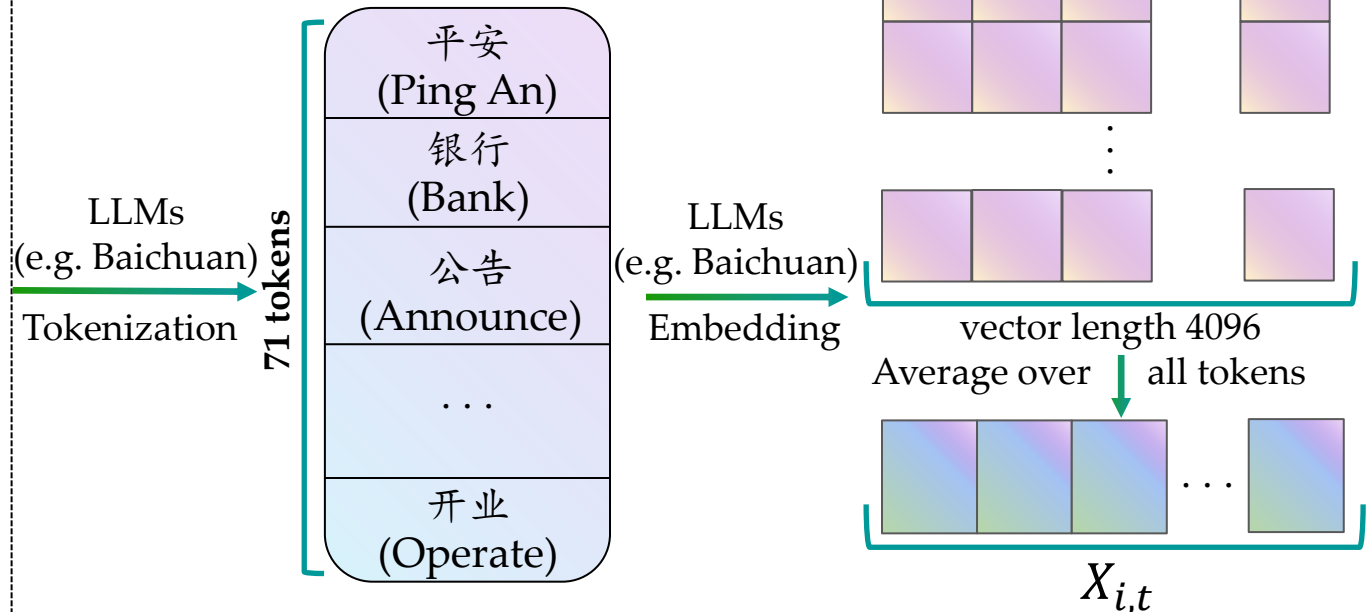 LLMs
(e.g. Baichuan)
Tokenization
71 tokens
平安
(Ping An)
银行
(Bank)
公告
(Announce)
. . .
开业
(Operate)
LLMs
(e.g. Baichuan)
Embedding
vector length 4096
Average over all tokens
. . .
X_{i,t}